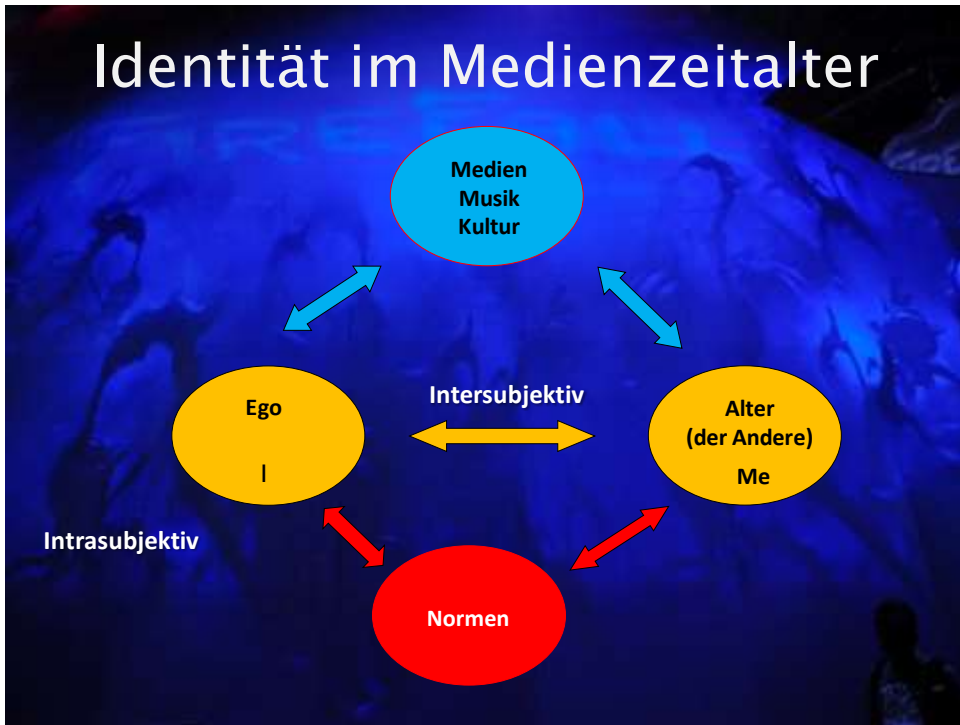 Identität im Medienzeitalter
Medien
Musik
Kultur
Ego
I
Intersubjektiv
Alter
(der Andere)
Me
Intrasubjektiv
Normen